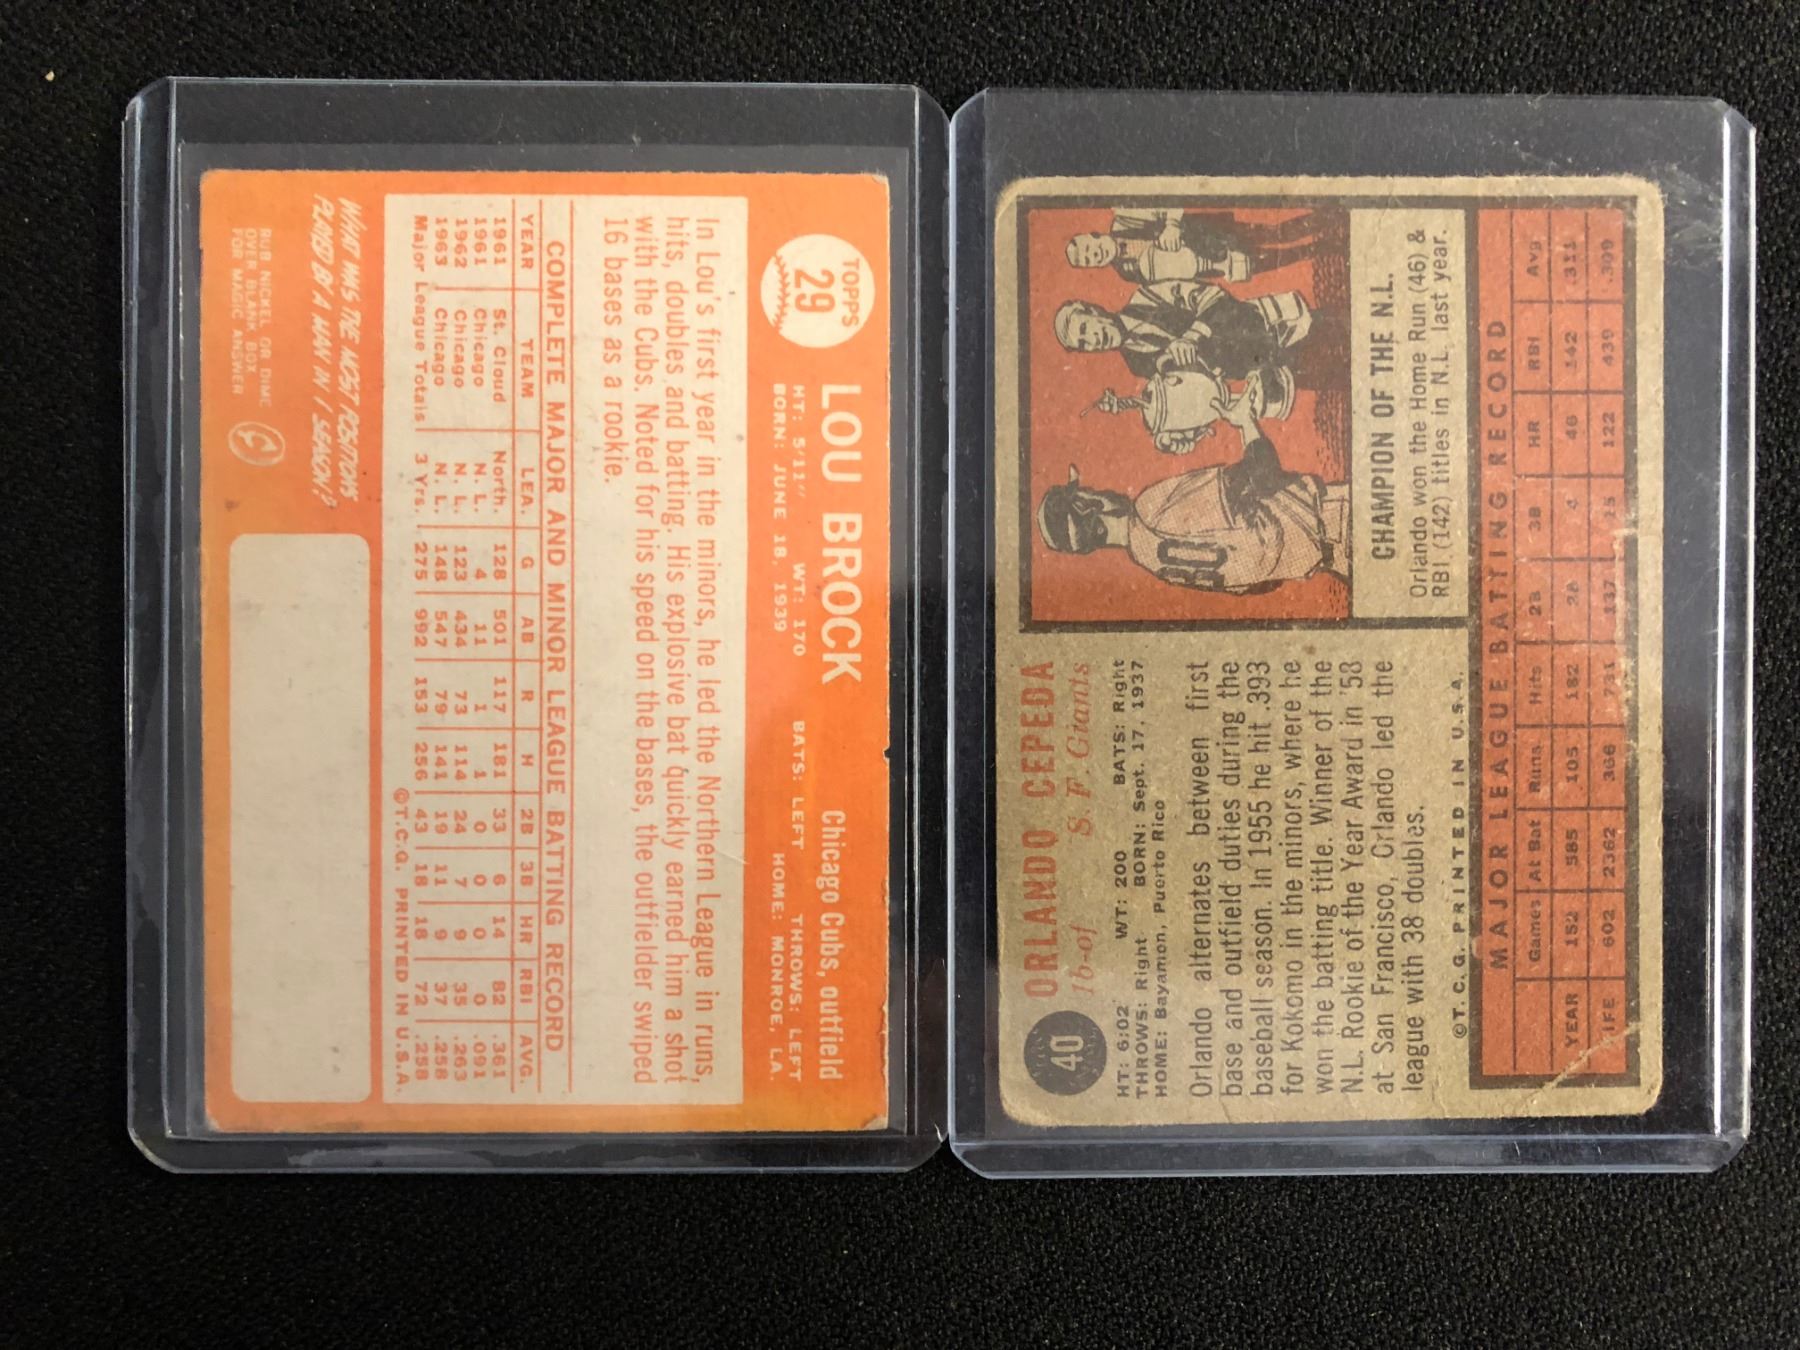 TOPPS
29
LOU BROCK
Chicago Cubs, outfield
HT: 5'11" WT: 170 BATS: LEFT THROWS: LEFT
BORN: JUNE 18, 1939 HOME: MONROE, LA.
In Lou's first year in the minors, he led the Northern League in runs,
hits, doubles and batting. His explosive bat quickly earned him a shot
with the Cubs. Noted for his speed on the bases, the outfielder swiped
16 bases as a rookie.
COMPLETE MAJOR AND MINOR LEAGUE BATTING RECORD
YEAR TEAM LEA. G AB R H 2B 3B HR RBI AVG.
1961 St. Cloud North. 128 501 117 181 33 6 14 82 .361
1961 Chicago N. L. 4 11 1 1 0 0 0 0 .091
1962 Chicago N. L. 123 434 73 114 24 7 9 35 .263
1963 Chicago N. L. 148 547 79 141 19 11 9 37 .258
Major League Totals 3 Yrs. 275 992 153 256 43 18 18 72 .258
©T.C.G. PRINTED IN U.S.A.
WHAT WAS THE MOST POSITIONS
PLAYED BY A MAN IN 1 SEASON?
RUB NICKEL OR DIME
OVER BLANK BOX
FOR MAGIC ANSWER
40
ORLANDO CEPEDA
1b-of S. F. Giants
HT: 6:02 WT: 200 BATS: Right
THROWS: Right BORN: Sept. 17, 1937
HOME: Bayamon, Puerto Rico
Orlando alternates between first
base and outfield duties during the
baseball season. In 1955 he hit .393
for Kokomo in the minors, where he
won the batting title. Winner of the
N.L. Rookie of the Year Award in '58
at San Francisco, Orlando led the
league with 38 doubles.
©T. C. G. PRINTED IN U.S.A.
30
CHAMPION OF THE N.L.
Orlando won the Home Run (46) &
RBI (142) titles in N.L. last year.
MAJOR LEAGUE BATTING RECORD
Games At Bat Runs Hits 2B 3B HR RBI Avg
YEAR 152 585 105 182 28 4 46 142 .311
IFE 602 2362 366 731 137 15 122 439 .309